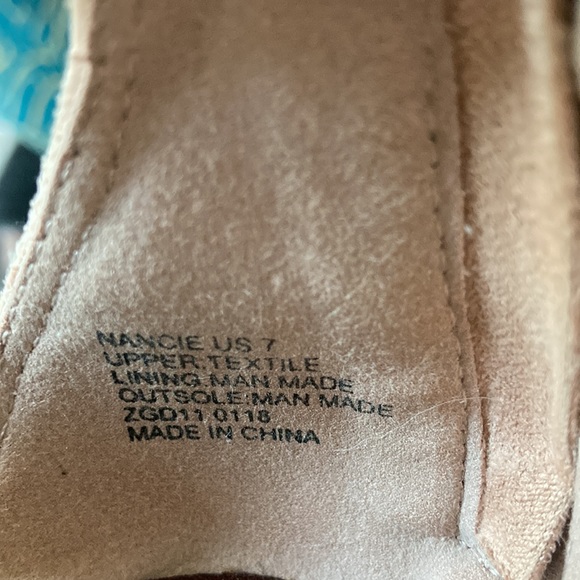 NANCIE US 7
UPPER:TEXTILE
LINING:MAN MADE
OUTSOLE:MAN MADE
ZGD11 0118
MADE IN CHINA